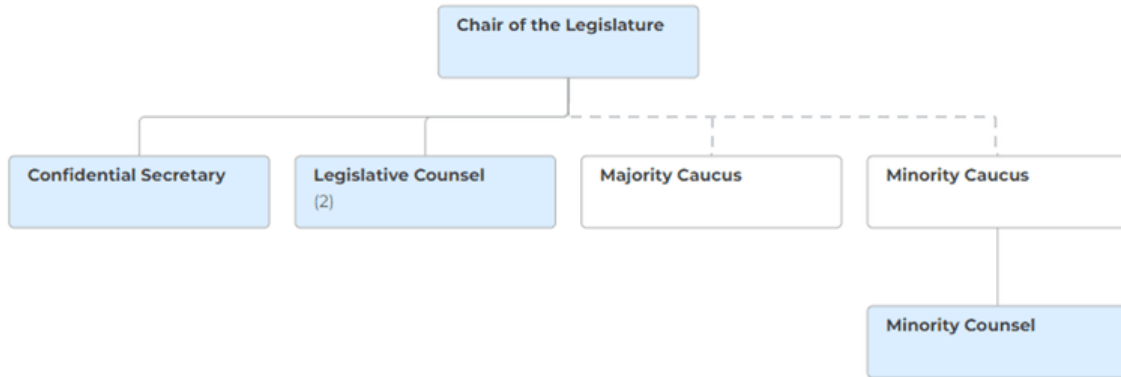 Chair of the Legislature
Confidential Secretary
Legislative Counsel
(2)
Majority Caucus
Minority Caucus
Minority Counsel